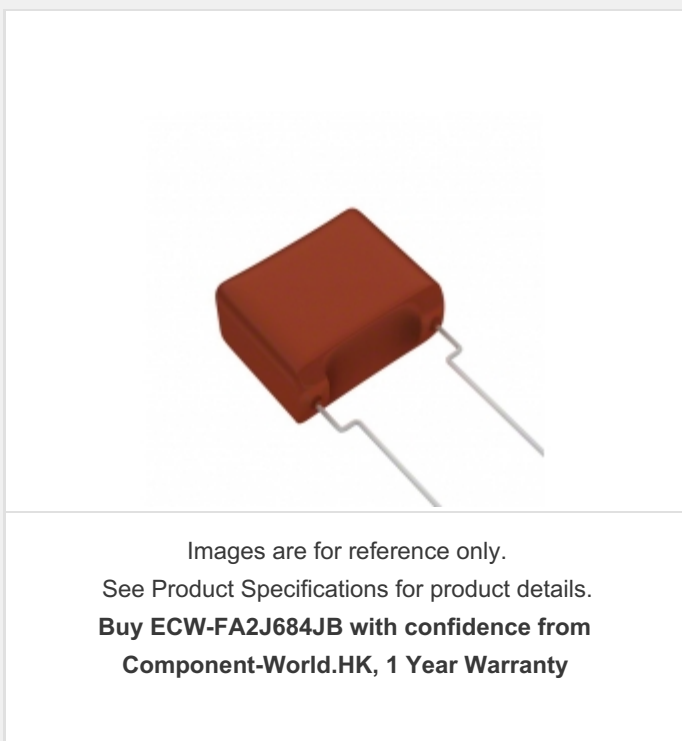 Images are for reference only.
See Product Specifications for product details.
Buy ECW-FA2J684JB with confidence from
Component-World.HK, 1 Year Warranty